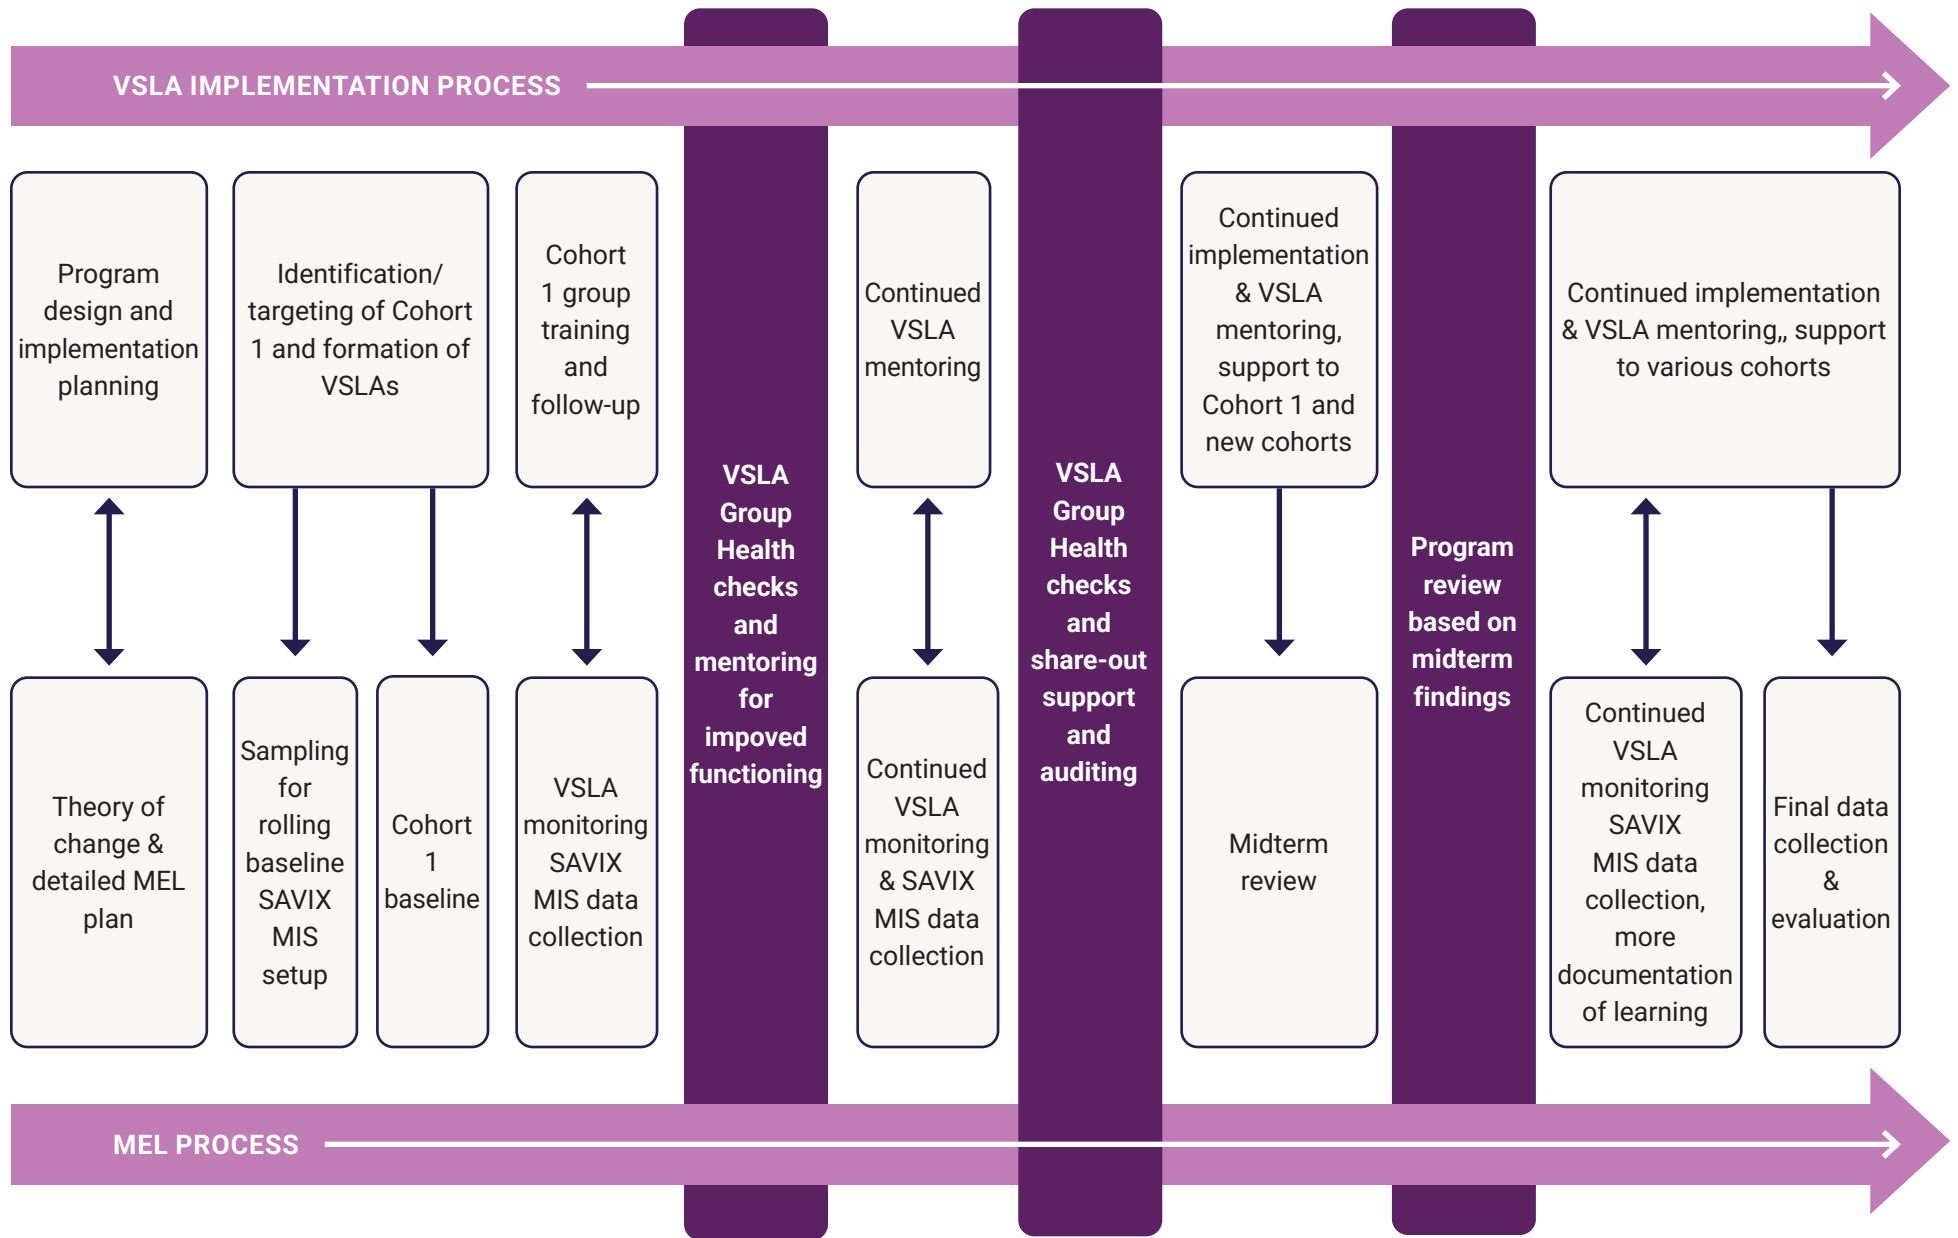 VSLA IMPLEMENTATION PROCESS
Program
design and
implementation
planning
Identification/
targeting of Cohort
1 and formation of
VSLAs
Cohort
1 group
training
and
follow-up
VSLA
Group
Health
checks
and
mentoring
for
impoved
functioning
Continued
VSLA
mentoring
VSLA
Group
Health
checks
and
share-out
support
and
auditing
Continued
implementation
& VSLA
mentoring,
support to
Cohort 1 and
new cohorts
Program
review
based on
midterm
findings
Continued implementation
& VSLA mentoring,, support
to various cohorts
Theory of
change &
detailed MEL
plan
Sampling
for
rolling
baseline
SAVIX
MIS
setup
Cohort
1
baseline
VSLA
monitoring
SAVIX
MIS data
collection
Continued
VSLA
monitoring
& SAVIX
MIS data
collection
Midterm
review
Continued
VSLA
monitoring
SAVIX
MIS data
collection,
more
documentation
of learning
Final data
collection
&
evaluation
MEL PROCESS